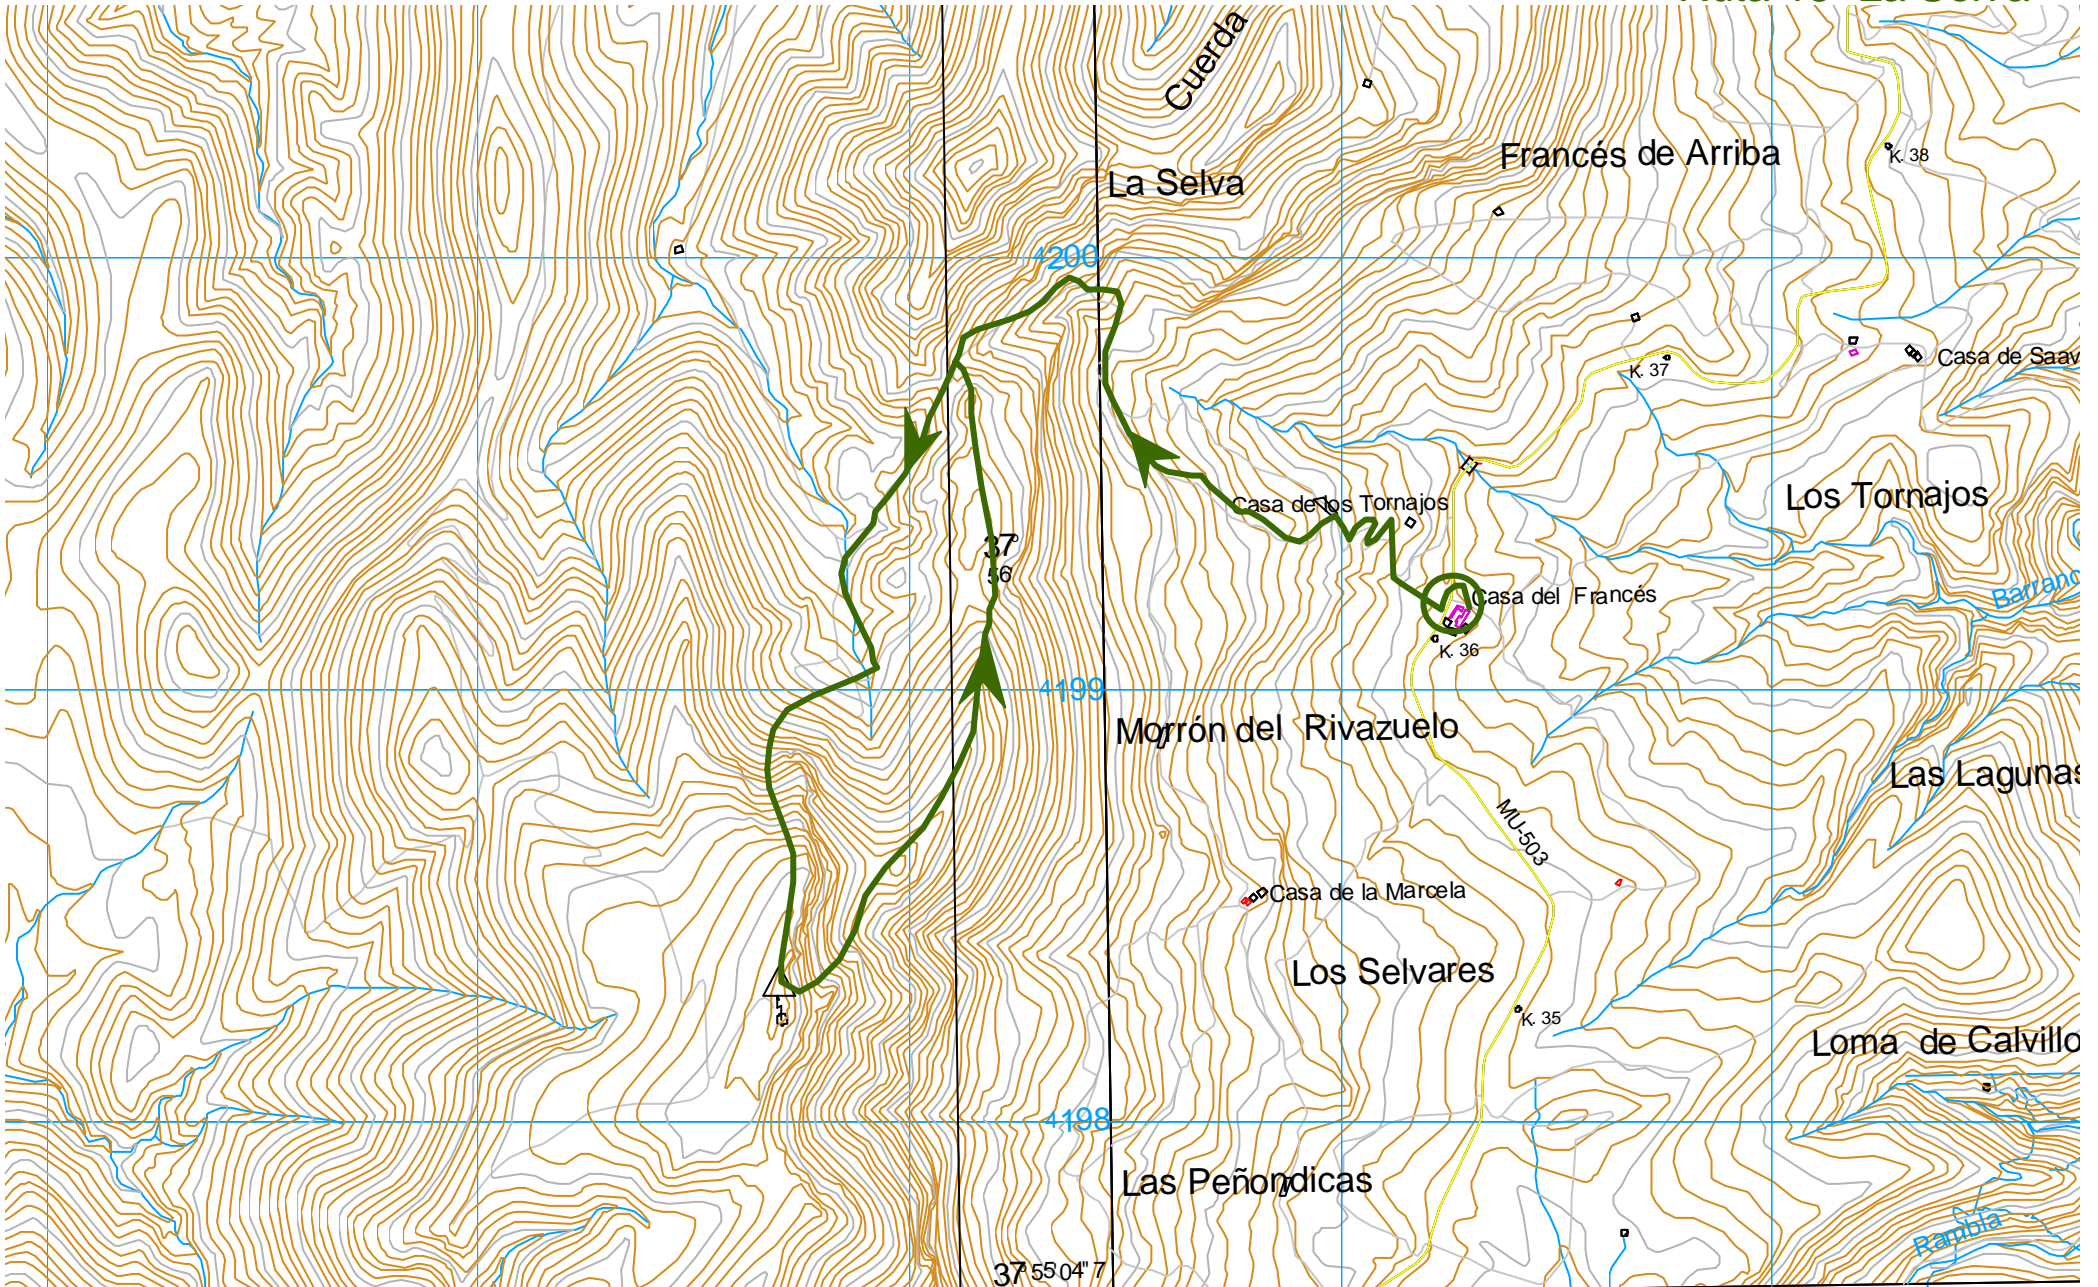 Cuerda
Francés de Arriba
K. 38
La Selva
4200
Casa de Saav
K. 37
Casa de los Tornajos
Los Tornajos
37°
56'
Barranc
Casa del Francés
K. 36
4199
Morrón del Rivazuelo
Las Lagunas
MU-503
Casa de la Marcela
Los Selvares
K. 35
Loma de Calvillo
4198
Las Peñondicas
Rambla
37° 55' 04" 7